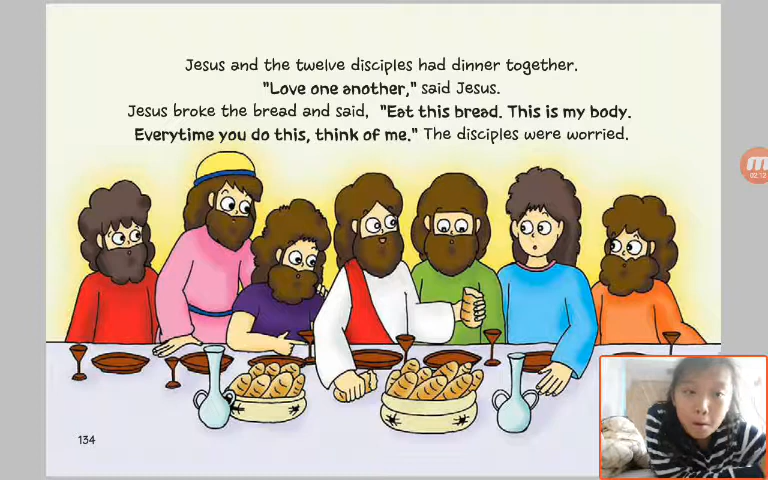 Jesus and the twelve disciples had dinner together.
"Love one another," said Jesus.
Jesus broke the bread and said, "Eat this bread. This is my body.
Everytime you do this, think of me." The disciples were worried.
134
M
02:12